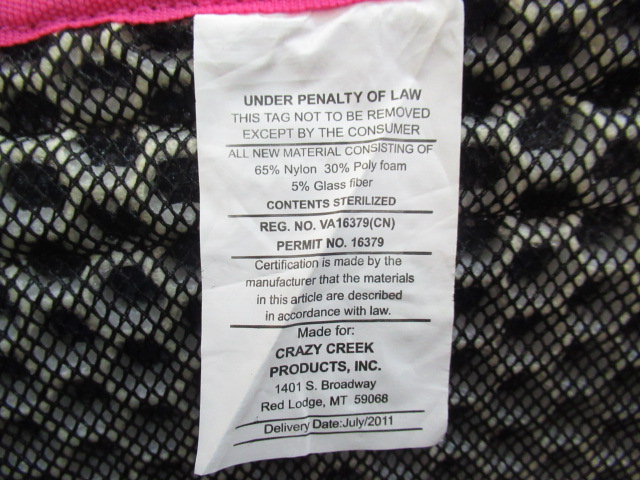 UNDER PENALTY OF LAW
THIS TAG NOT TO BE REMOVED
EXCEPT BY THE CONSUMER
ALL NEW MATERIAL CONSISTING OF
65% Nylon 30% Poly foam
5% Glass fiber
CONTENTS STERILIZED
REG. NO. VA16379(CN)
PERMIT NO. 16379
Certification is made by the
manufacturer that the materials
in this article are described
in accordance with law.
Made for:
CRAZY CREEK
PRODUCTS, INC.
1401 S. Broadway
Red Lodge, MT 59068
Delivery Date:July/2011